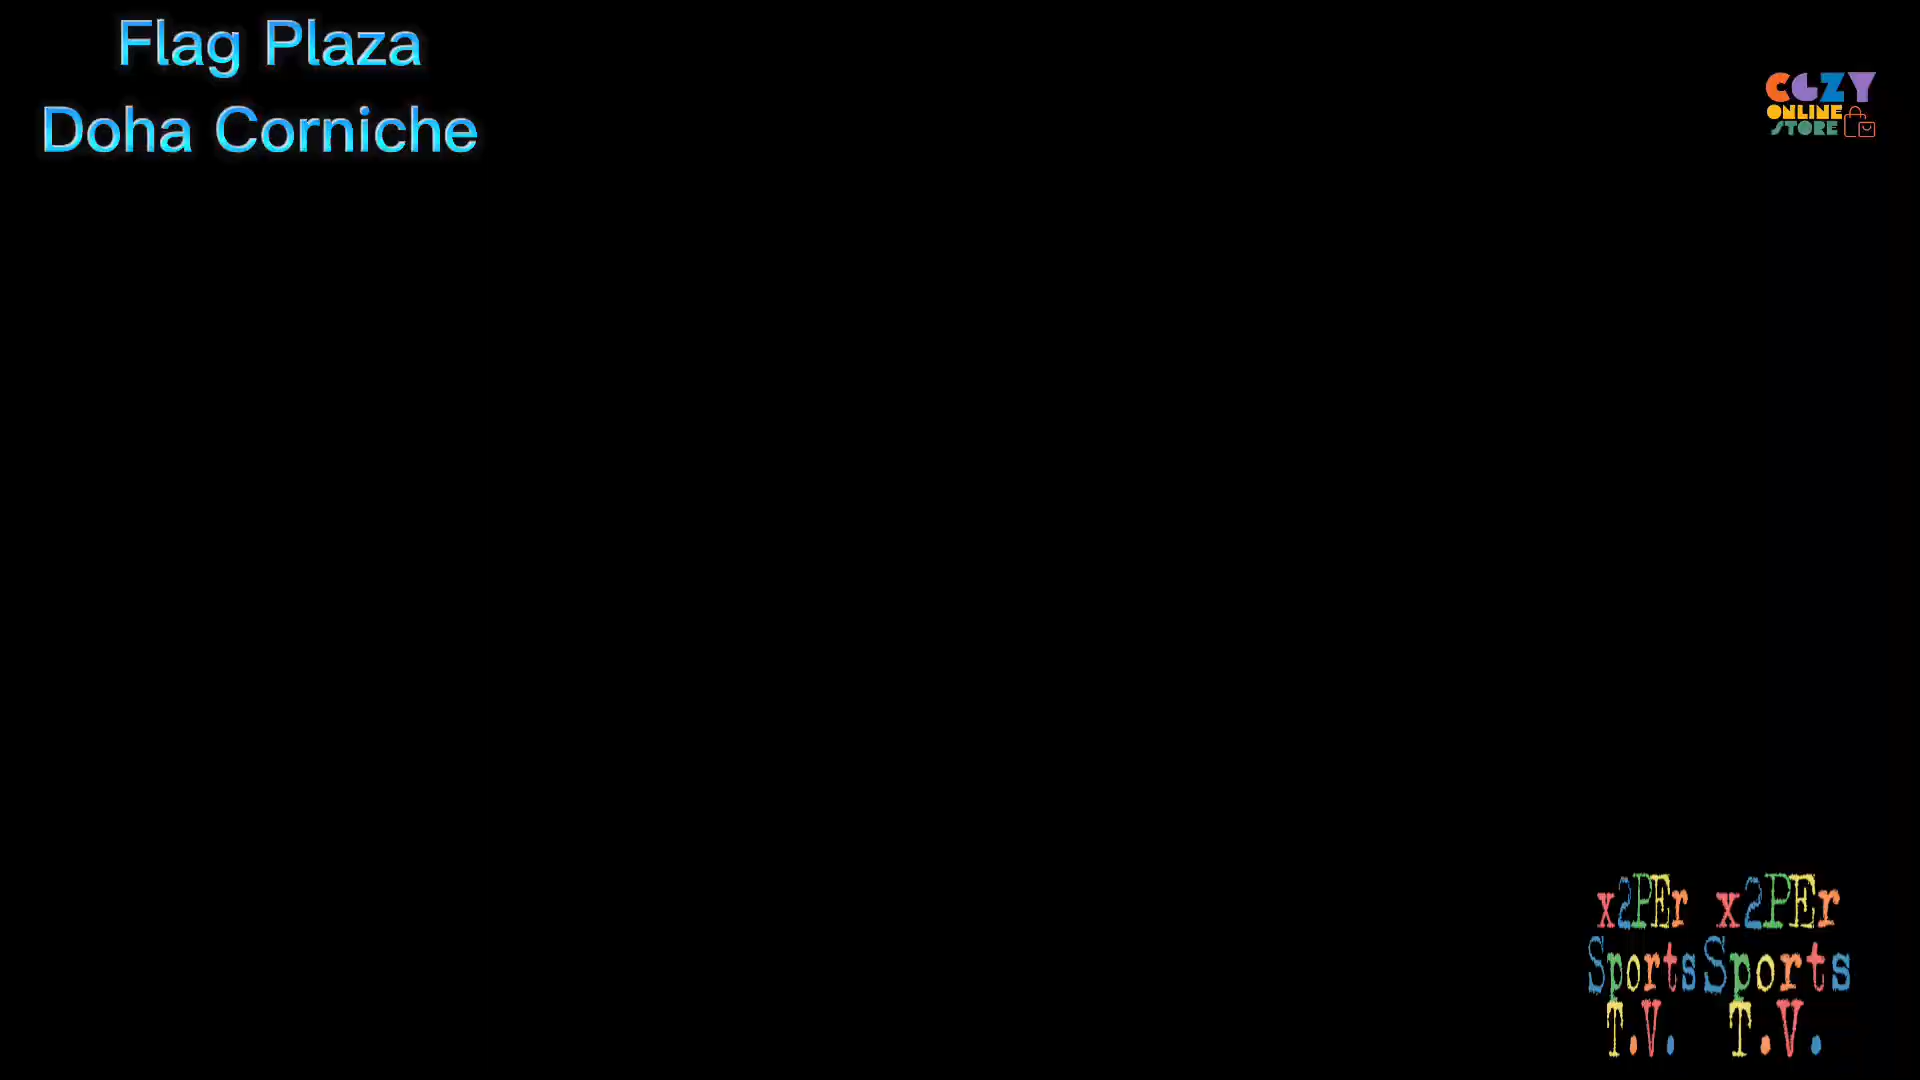 Flag Plaza
Doha Corniche
COZY
ONLINE
STORE
x2PEr x2PEr
Sports Sports
T.V. T.V.